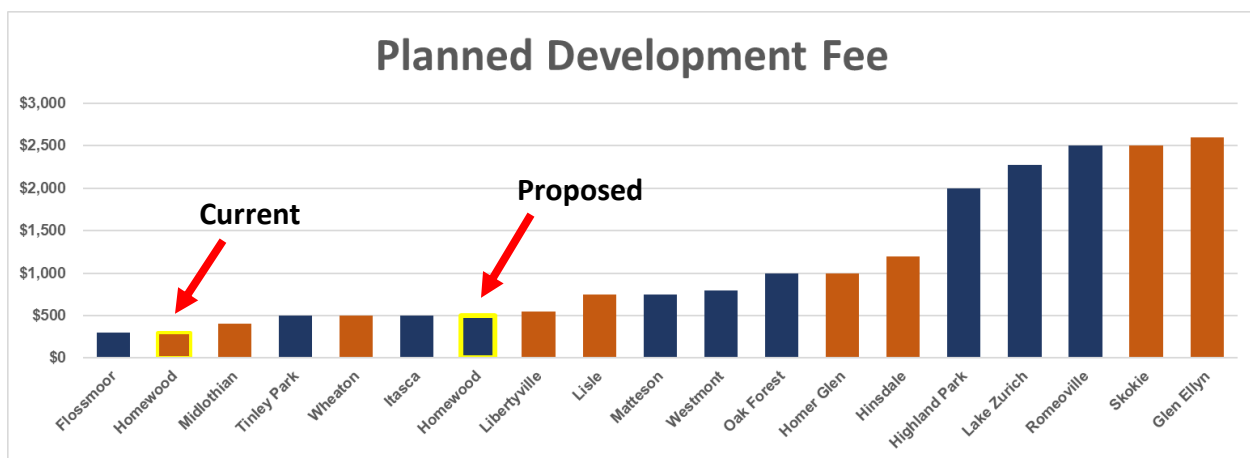 Planned Development Fee
$3,000
$2,500
$2,000
$1,500
$1,000
$500
$0
Current
Proposed
Flossmoor
Homewood
Midlothian
Tinley Park
Wheaton
Itasca
Homewood
Libertyville
Lisle
Matteson
Westmont
Oak Forest
Homer Glen
Hinsdale
Highland Park
Lake Zurich
Romeoville
Skokie
Glen Ellyn